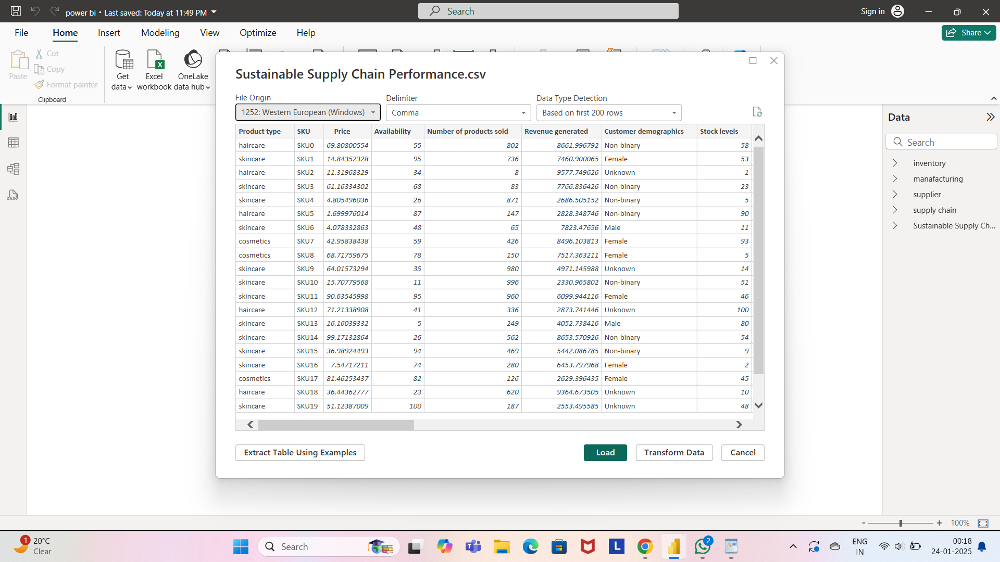 power bi • Last saved: Today at 11:49 PM
Search
Sign in
File Home Insert Modeling View Optimize Help
Share
Paste
Cut
Copy
Format painter
Clipboard
Get data
Excel workbook
OneLake data hub
Sustainable Supply Chain Performance.csv
File Origin
1252: Western European (Windows)
Delimiter
Comma
Data Type Detection
Based on first 200 rows
Product type SKU Price Availability Number of products sold Revenue generated Customer demographics Stock levels
haircare SKU0 69.80800554 55 802 8661.996792 Non-binary 58
skincare SKU1 14.84352328 95 736 7460.900065 Female 53
haircare SKU2 11.31968329 34 8 9577.749626 Unknown 1
skincare SKU3 61.16334302 68 83 7766.836426 Non-binary 23
skincare SKU4 4.805496036 26 871 2686.505152 Non-binary 5
haircare SKU5 1.699976014 87 147 2828.348746 Non-binary 90
skincare SKU6 4.078332863 48 65 7823.47656 Male 11
cosmetics SKU7 42.95838438 59 426 8496.103813 Female 93
cosmetics SKU8 68.71759675 78 150 7517.363211 Female 5
skincare SKU9 64.01573294 35 980 4971.145988 Unknown 14
skincare SKU10 15.70779568 11 996 2330.965802 Non-binary 51
skincare SKU11 90.63545998 95 960 6099.944116 Female 46
haircare SKU12 71.21338908 41 336 2873.741446 Unknown 100
skincare SKU13 16.16039332 5 249 4052.738416 Male 80
skincare SKU14 99.17132864 26 562 8653.570926 Non-binary 54
skincare SKU15 36.98924493 94 469 5442.086785 Non-binary 9
skincare SKU16 7.54717211 74 280 6453.797968 Female 2
cosmetics SKU17 81.46253437 82 126 2629.396435 Female 45
haircare SKU18 36.44362777 23 620 9364.673505 Unknown 10
skincare SKU19 51.12387009 100 187 2553.495585 Unknown 48
Extract Table Using Examples
Load
Transform Data
Cancel
Data
Search
inventory
manafacturing
supplier
supply chain
Sustainable Supply Ch...
DAX
- + 100%
1
20°C
Clear
Search
L
2
ENG
IN
00:18
24-01-2025